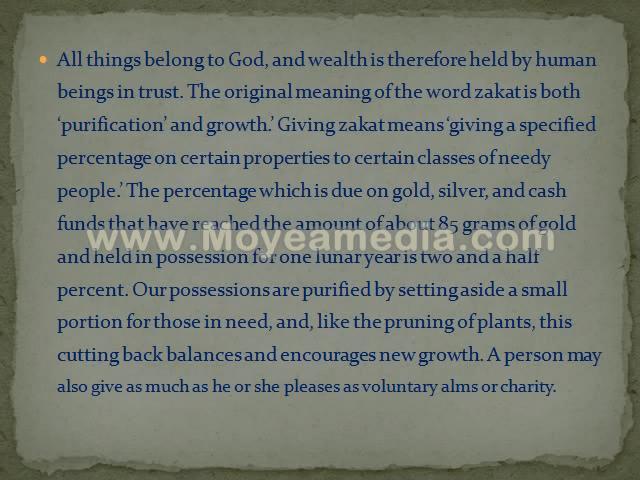 All things belong to God, and wealth is therefore held by human
beings in trust. The original meaning of the word zakat is both
‘purification’ and growth.’ Giving zakat means ‘giving a specified
percentage on certain properties to certain classes of needy
people.’ The percentage which is due on gold, silver, and cash
funds that have reached the amount of about 85 grams of gold
www.Moyeamedia.com
and held in possession for one lunar year is two and a half
percent. Our possessions are purified by setting aside a small
portion for those in need, and, like the pruning of plants, this
cutting back balances and encourages new growth. A person may
also give as much as he or she pleases as voluntary alms or charity.